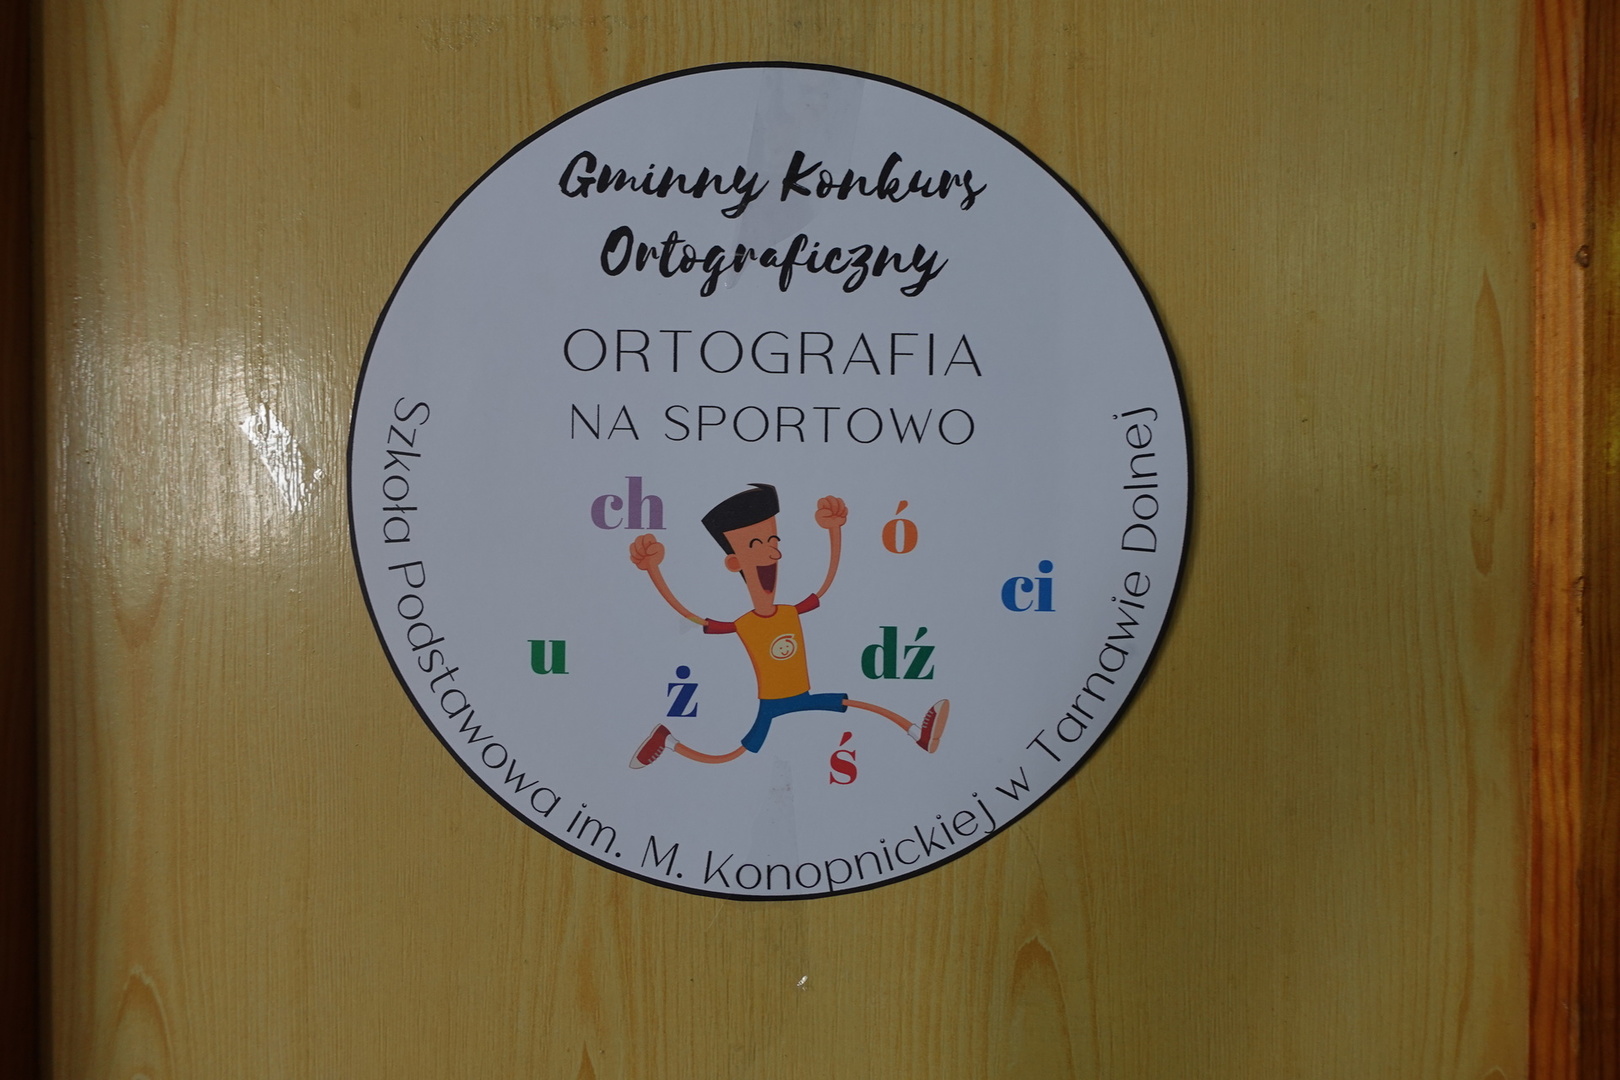 Gminny Konkurs
Ortograficzny
ORTOGRAFIA
NA SPORTOWO
ch
ó
ci
u
dź
ż
ś
Szkoła Podstawowa im. M. Konopnickiej w Tarnawie Dolnej